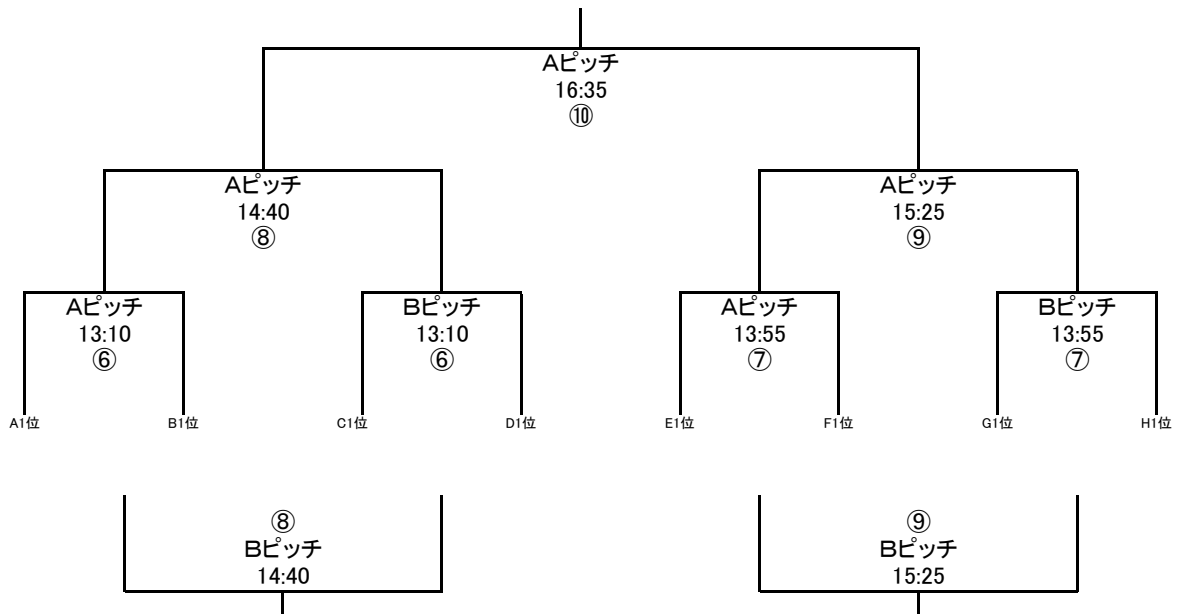 Aピッチ
16:35
⑩
Aピッチ
14:40
⑧
Aピッチ
15:25
⑨
Aピッチ
13:10
⑥
Bピッチ
13:10
⑥
Aピッチ
13:55
⑦
Bピッチ
13:55
⑦
A1位
B1位
C1位
D1位
E1位
F1位
G1位
H1位
⑧
Bピッチ
14:40
⑨
Bピッチ
15:25